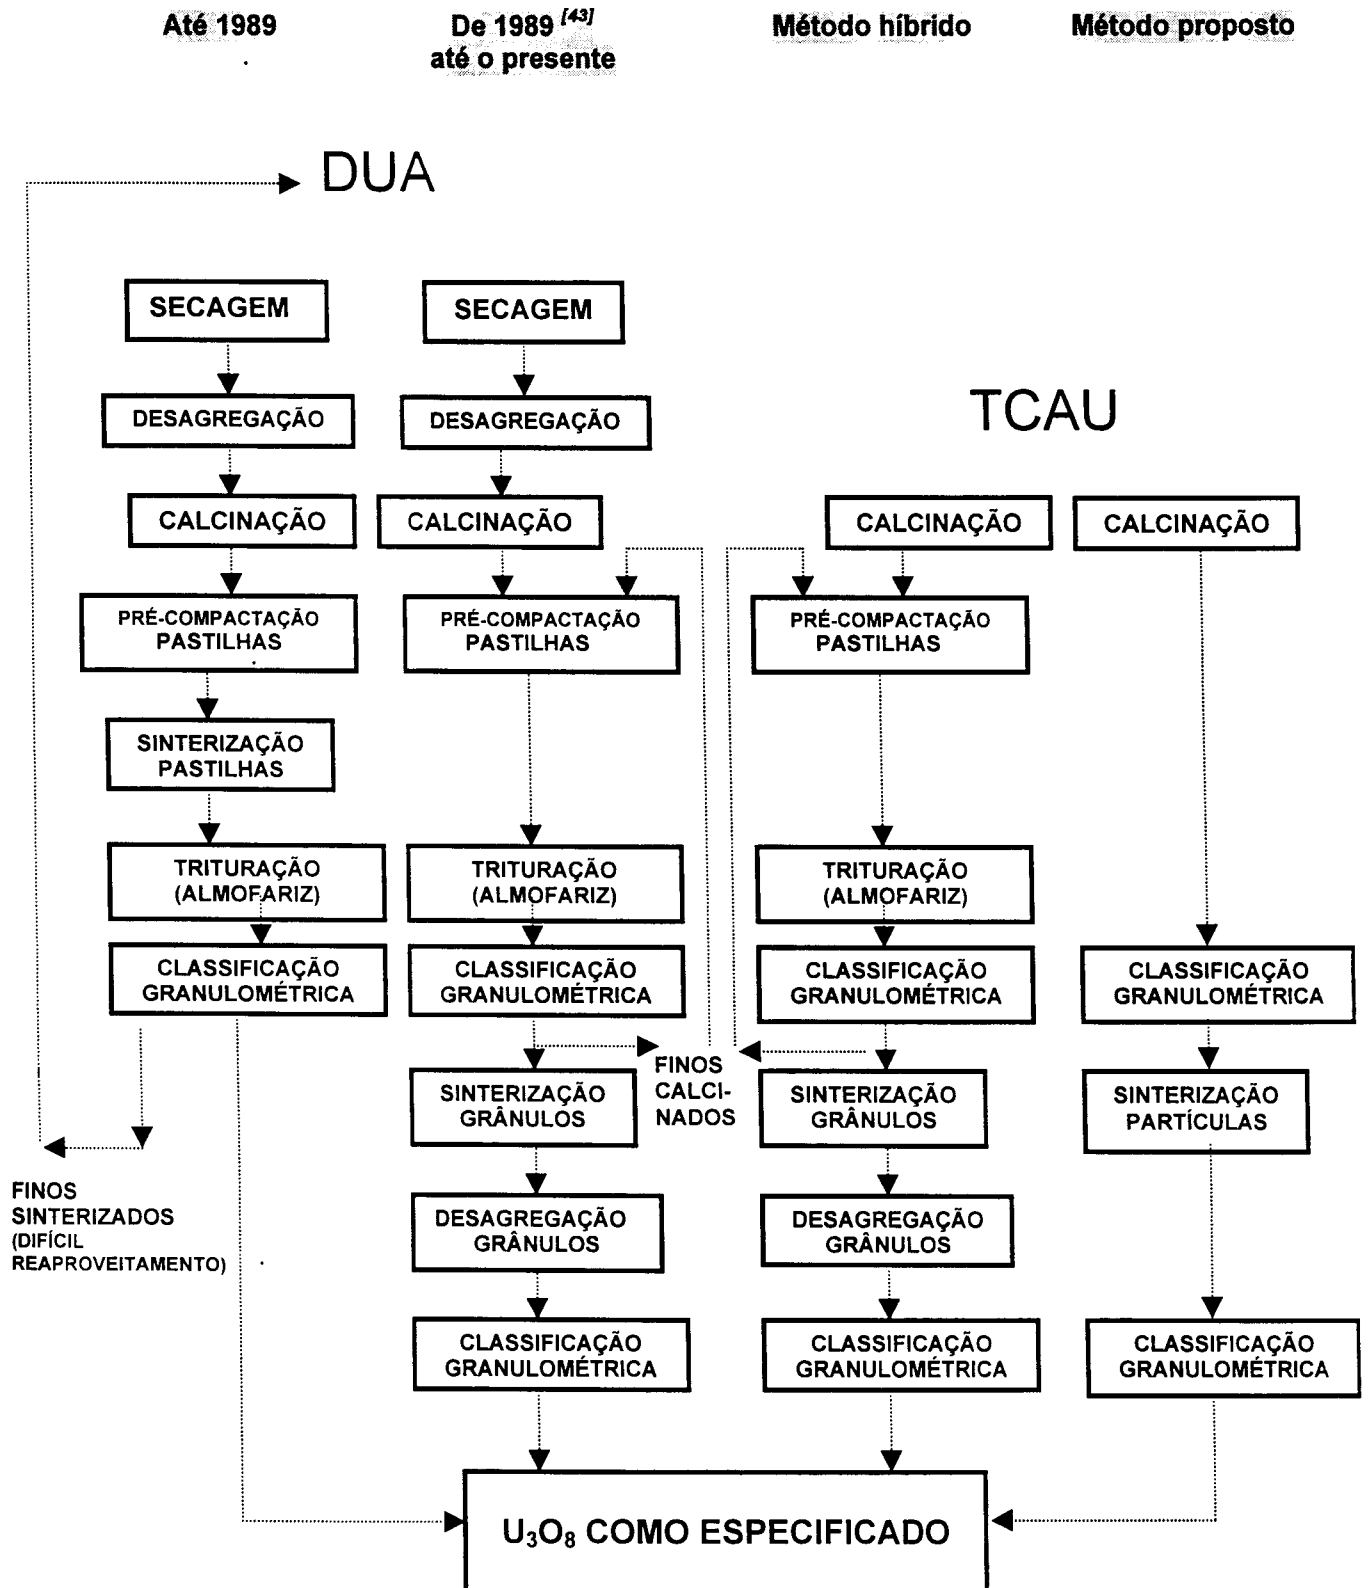 Até 1989
De 1989 [43]
até o presente
Método híbrido
Método proposto
DUA
SECAGEM
DESAGREGAÇÃO
CALCINAÇÃO
PRÉ-COMPACTAÇÃO
PASTILHAS
SINTERIZAÇÃO
PASTILHAS
TRITURAÇÃO
(ALMOFARIZ)
CLASSIFICAÇÃO
GRANULOMÉTRICA
FINOS
SINTERIZADOS
(DIFÍCIL
REAPROVEITAMENTO)
SECAGEM
DESAGREGAÇÃO
CALCINAÇÃO
PRÉ-COMPACTAÇÃO
PASTILHAS
TRITURAÇÃO
(ALMOFARIZ)
CLASSIFICAÇÃO
GRANULOMÉTRICA
SINTERIZAÇÃO
GRÂNULOS
DESAGREGAÇÃO
GRÂNULOS
CLASSIFICAÇÃO
GRANULOMÉTRICA
FINOS
CALCI-
NADOS
TCAU
CALCINAÇÃO
PRÉ-COMPACTAÇÃO
PASTILHAS
TRITURAÇÃO
(ALMOFARIZ)
CLASSIFICAÇÃO
GRANULOMÉTRICA
SINTERIZAÇÃO
GRÂNULOS
DESAGREGAÇÃO
GRÂNULOS
CLASSIFICAÇÃO
GRANULOMÉTRICA
CALCINAÇÃO
CLASSIFICAÇÃO
GRANULOMÉTRICA
SINTERIZAÇÃO
PARTÍCULAS
CLASSIFICAÇÃO
GRANULOMÉTRICA
U₃O₈ COMO ESPECIFICADO